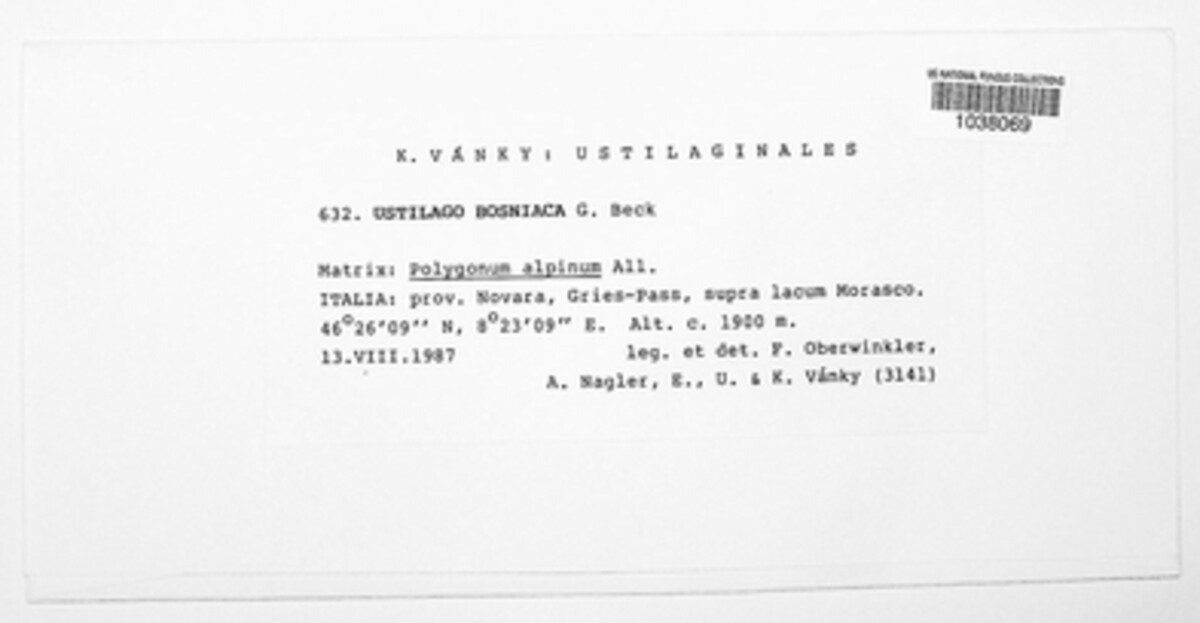 US NATIONAL FUNGUS COLLECTIONS
1038069
K. VÁNKY: USTILAGINALES
632. USTILAGO BOSNIACA G. Beck
Matrix: Polygonum alpinum All.
ITALIA: prov. Novara, Gries-Pass, supra lacum Morasco.
46°26'09'' N, 8°23'09'' E. Alt. c. 1900 m.
13.VIII.1987 leg. et det. F. Oberwinkler,
A. Nagler, E., U. & K. Vánky (3141)